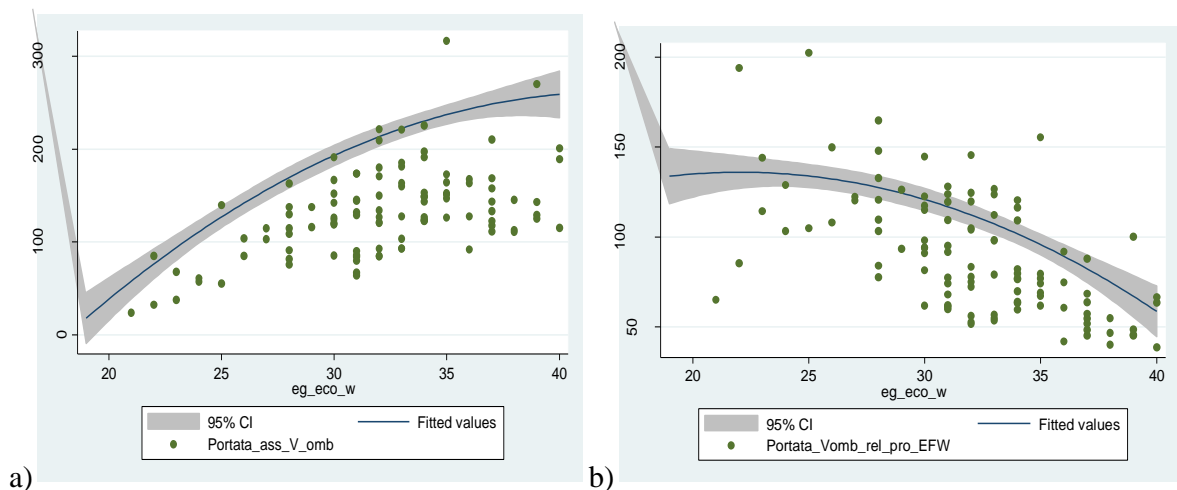 300
200
100
0
20
25
30
35
40
eg_eco_w
95% CI
Fitted values
Portata_ass_V_omb
a)
200
150
100
50
20
25
30
35
40
eg_eco_w
95% CI
Fitted values
Portata_Vomb_rel_pro_EFW
b)